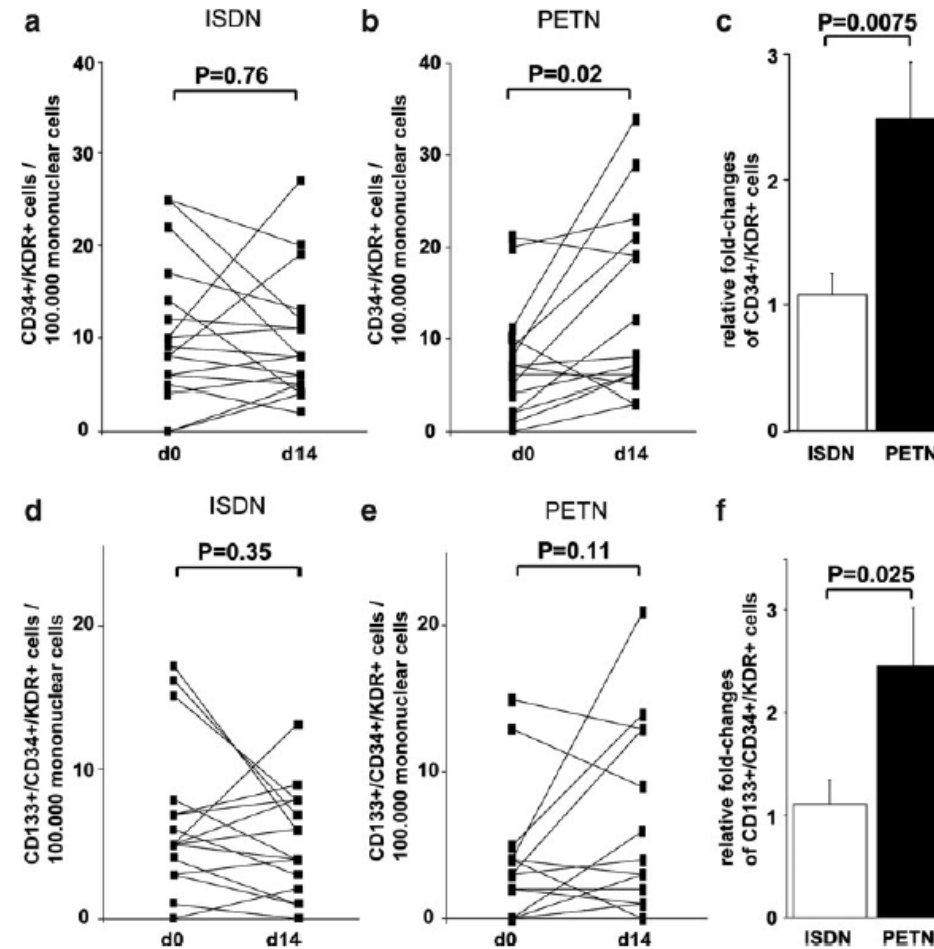 a
ISDN
P=0.76
CD34+/KDR+ cells /
100.000 mononuclear cells
40
30
20
10
0
d0
d14
b
PETN
P=0.02
CD34+/KDR+ cells /
100.000 mononuclear cells
40
30
20
10
0
d0
d14
c
P=0.0075
relative fold-changes
of CD34+/KDR+ cells
3
2
1
0
ISDN
PETN
d
ISDN
P=0.35
CD133+/CD34+/KDR+ cells /
100.000 mononuclear cells
20
10
0
d0
d14
e
PETN
P=0.11
CD133+/CD34+/KDR+ cells /
100.000 mononuclear cells
20
10
0
d0
d14
f
P=0.025
relative fold-changes
of CD133+/CD34+/KDR+ cells
3
2
1
0
ISDN
PETN